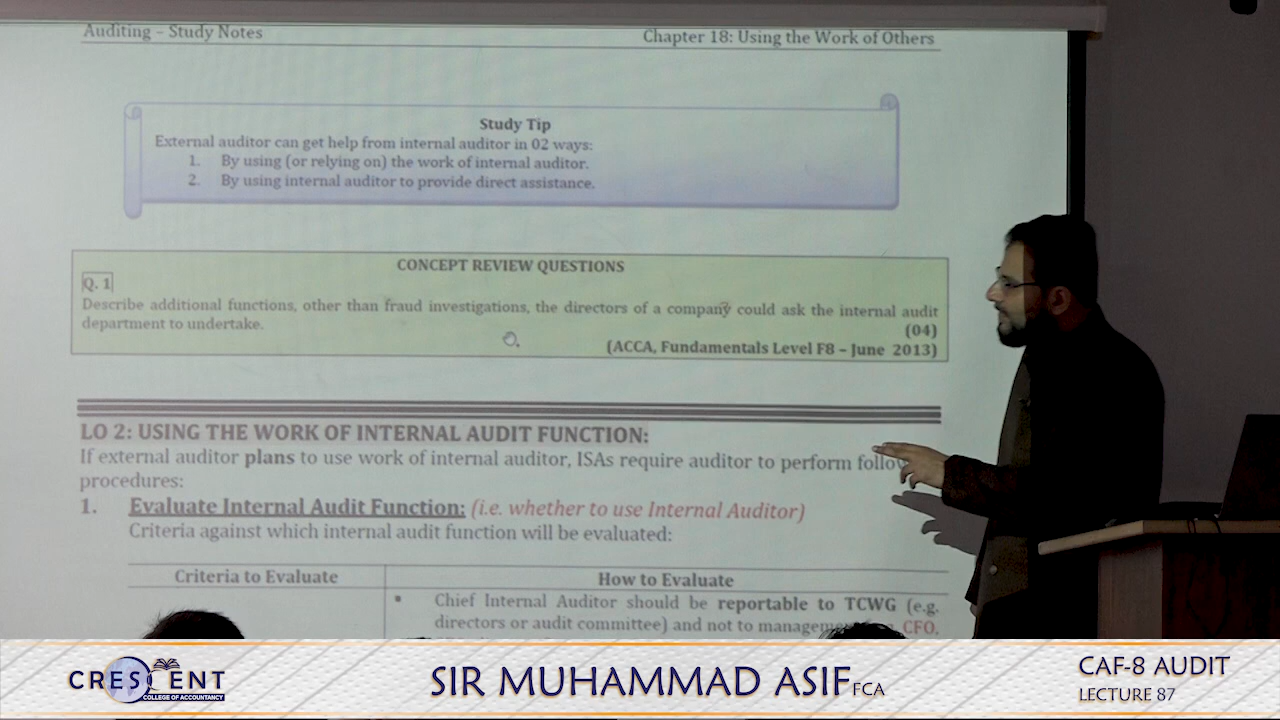 Auditing – Study Notes
Chapter 18: Using the Work of Others
Study Tip
External auditor can get help from internal auditor in 02 ways:
1. By using (or relying on) the work of internal auditor.
2. By using internal auditor to provide direct assistance.
CONCEPT REVIEW QUESTIONS
Q. 1
Describe additional functions, other than fraud investigations, the directors of a company could ask the internal audit
department to undertake.
(04)
(ACCA, Fundamentals Level F8 – June 2013)
LO 2: USING THE WORK OF INTERNAL AUDIT FUNCTION:
If external auditor plans to use work of internal auditor, ISAs require auditor to perform
procedures:
1. Evaluate Internal Audit Function: (i.e. whether to use Internal Auditor)
Criteria against which internal audit function will be evaluated:
Criteria to Evaluate
How to Evaluate
▪ Chief Internal Auditor should be reportable to TCWG (e.g.
directors or audit committee) and not to CFO,
CRESCENT
COLLEGE OF ACCOUNTANCY
SIR MUHAMMAD ASIF FCA
CAF-8 AUDIT
LECTURE 87